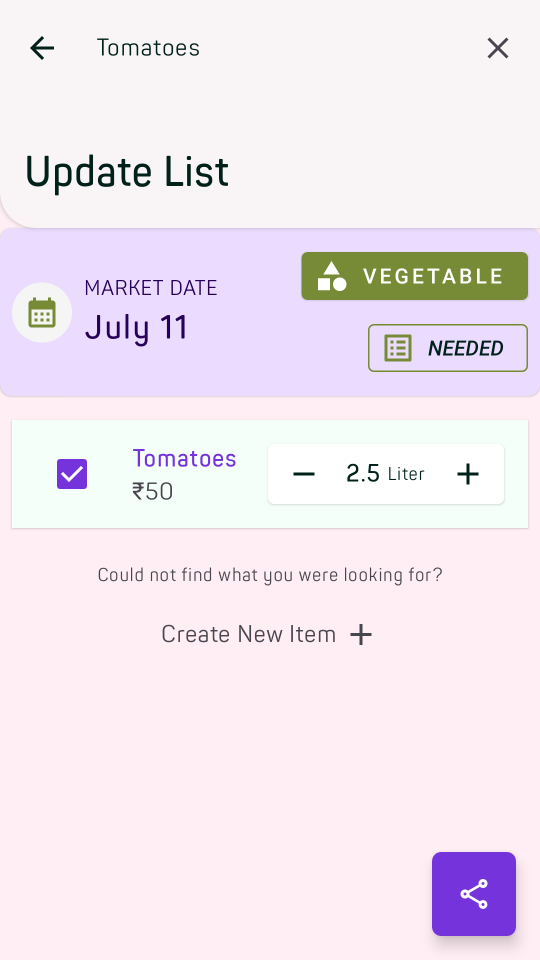 Tomatoes
Update List
MARKET DATE
July 11
VEGETABLE
NEEDED
Tomatoes
₹50
2.5 Liter
Could not find what you were looking for?
Create New Item